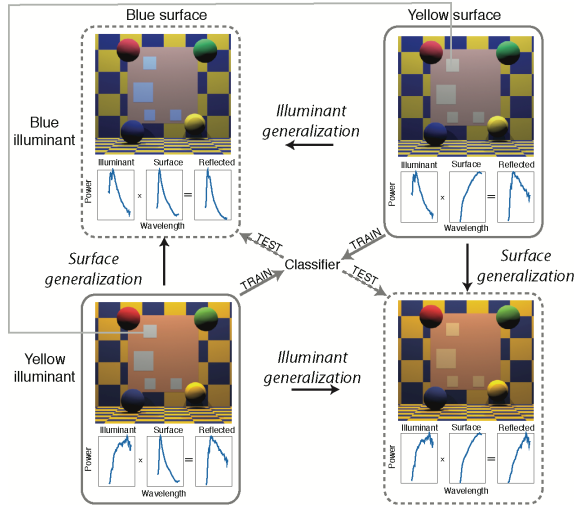 Blue surface
Yellow surface
Blue
illuminant
Illuminant Surface Reflected
Power
x =
Wavelength
Illuminant
generalization
Illuminant Surface Reflected
Power
x =
Wavelength
Surface
generalization
TEST
TRAIN
Classifier
TRAIN
TEST
Surface
generalization
Yellow
illuminant
Illuminant Surface Reflected
Power
x =
Wavelength
Illuminant
generalization
Illuminant Surface Reflected
Power
x =
Wavelength